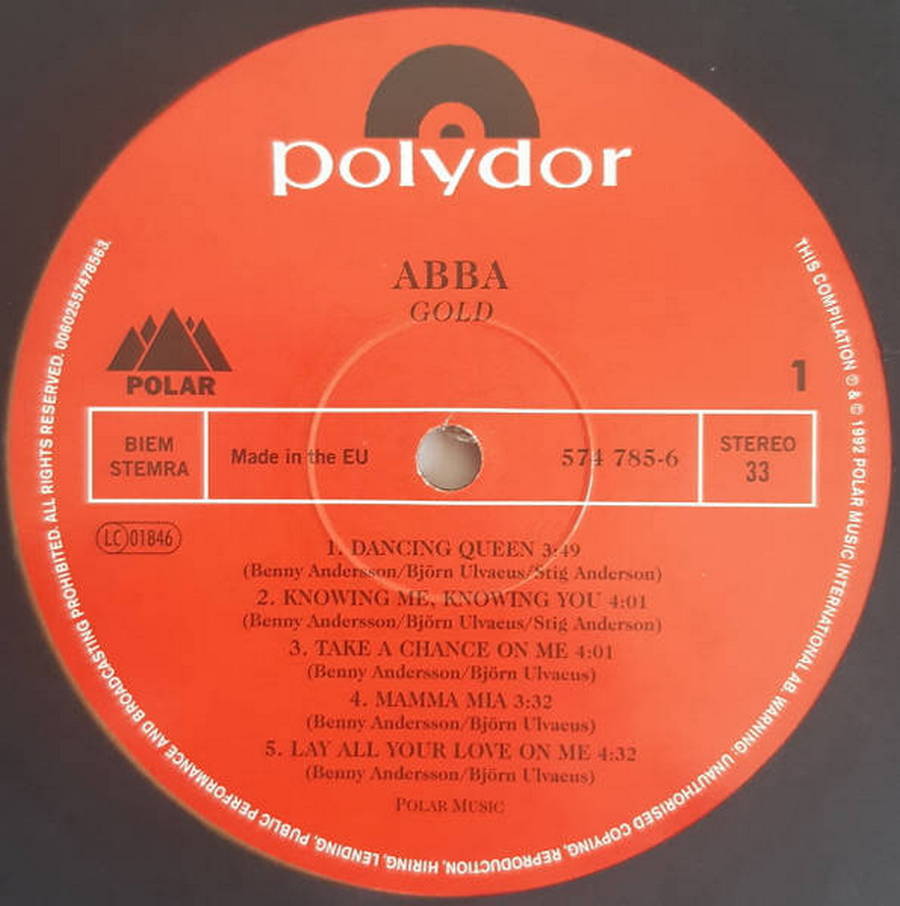 polydor
ABBA
GOLD
POLAR
1
BIEM
STEMRA
Made in the EU
574 785-6
STEREO
33
LC 01846
1. DANCING QUEEN 3:49
(Benny Andersson/Björn Ulvaeus/Stig Anderson)
2. KNOWING ME, KNOWING YOU 4:01
(Benny Andersson/Björn Ulvaeus/Stig Anderson)
3. TAKE A CHANCE ON ME 4:01
(Benny Andersson/Björn Ulvaeus)
4. MAMMA MIA 3:32
(Benny Andersson/Björn Ulvaeus)
5. LAY ALL YOUR LOVE ON ME 4:32
(Benny Andersson/Björn Ulvaeus)
POLAR MUSIC
THIS COMPILATION ℗ & © 1992 POLAR MUSIC INTERNATIONAL AB. WARNING: UNAUTHORISED COPYING, REPRODUCTION, HIRING, LENDING, PUBLIC PERFORMANCE AND BROADCASTING PROHIBITED. ALL RIGHTS RESERVED. 00602557478563.